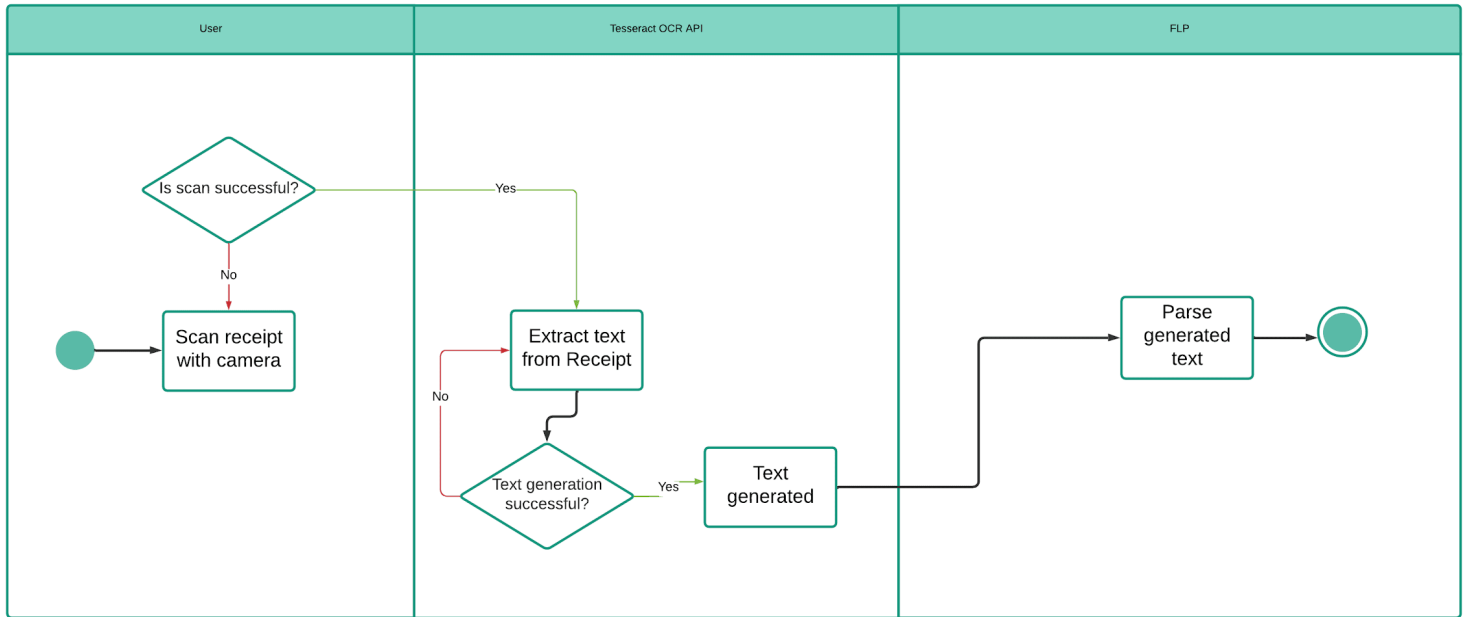 User
Tesseract OCR API
FLP
Is scan successful?
Yes
No
Scan receipt
with camera
Extract text
from Receipt
No
Text generation
successful?
Yes
Text
generated
Parse
generated
text